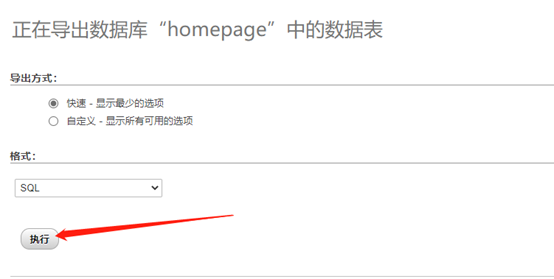 正在导出数据库“homepage”中的数据表
导出方式:
快速 - 显示最少的选项
自定义 - 显示所有可用的选项
格式:
SQL
执行